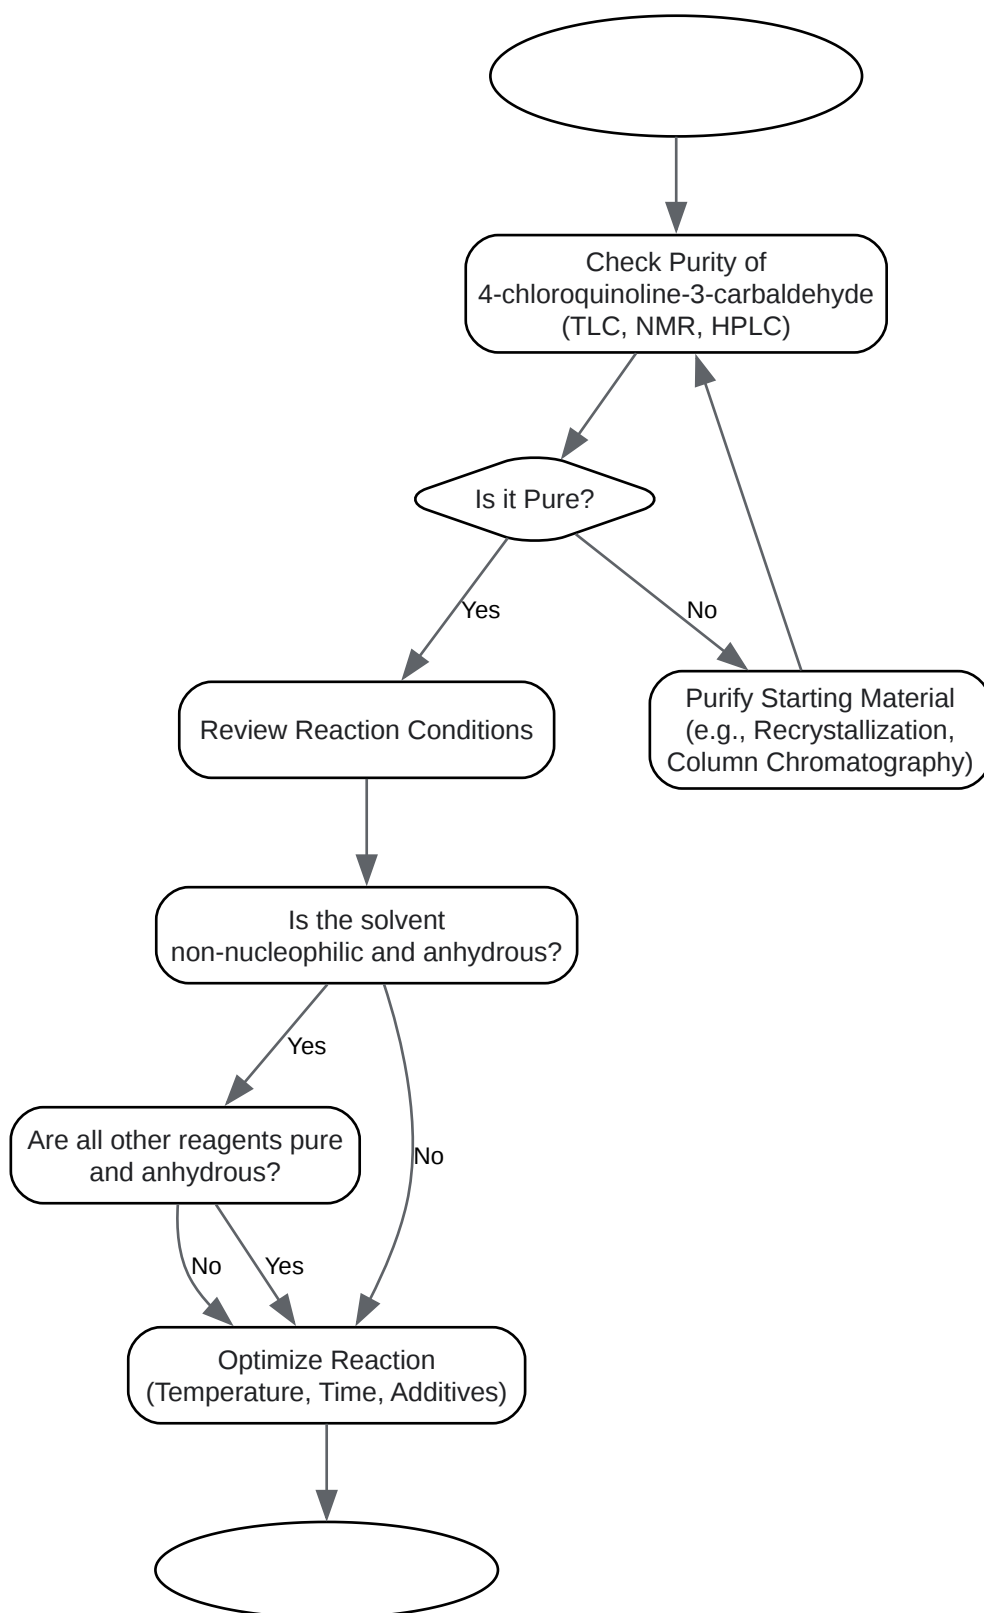 Check Purity of
4-chloroquinoline-3-carbaldehyde
(TLC, NMR, HPLC)
Is it Pure?
Yes
No
Review Reaction Conditions
Purify Starting Material
(e.g., Recrystallization,
Column Chromatography)
Is the solvent
non-nucleophilic and anhydrous?
Yes
No
Are all other reagents pure
and anhydrous?
No
Yes
Optimize Reaction
(Temperature, Time, Additives)